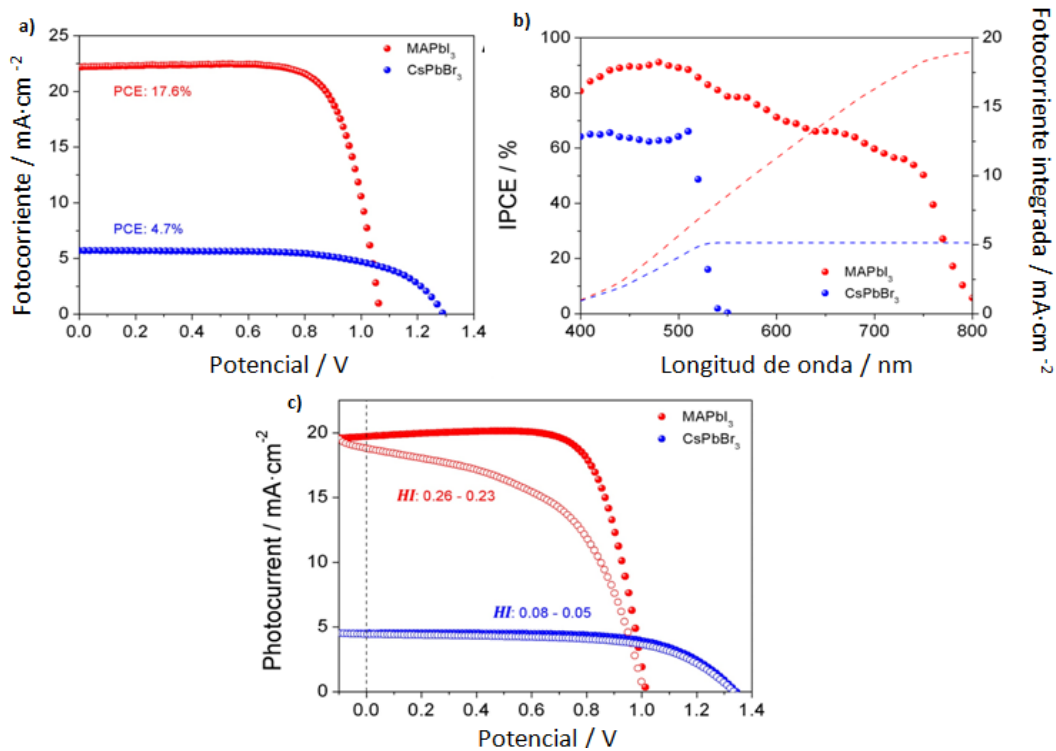 a)
25
20
15
10
5
0
Fotocorriente / mA·cm⁻²
MAPbI₃
CsPbBr₃
PCE: 17.6%
PCE: 4.7%
0.0 0.2 0.4 0.6 0.8 1.0 1.2 1.4
Potencial / V
b)
100
80
60
40
20
0
IPCE / %
MAPbI₃
CsPbBr₃
20
15
10
5
0
Fotocorriente integrada / mA·cm⁻²
400 500 600 700 800
Longitud de onda / nm
c)
20
15
10
5
0
Photocurrent / mA·cm⁻²
MAPbI₃
CsPbBr₃
HI: 0.26 - 0.23
HI: 0.08 - 0.05
0.0 0.2 0.4 0.6 0.8 1.0 1.2 1.4
Potencial / V